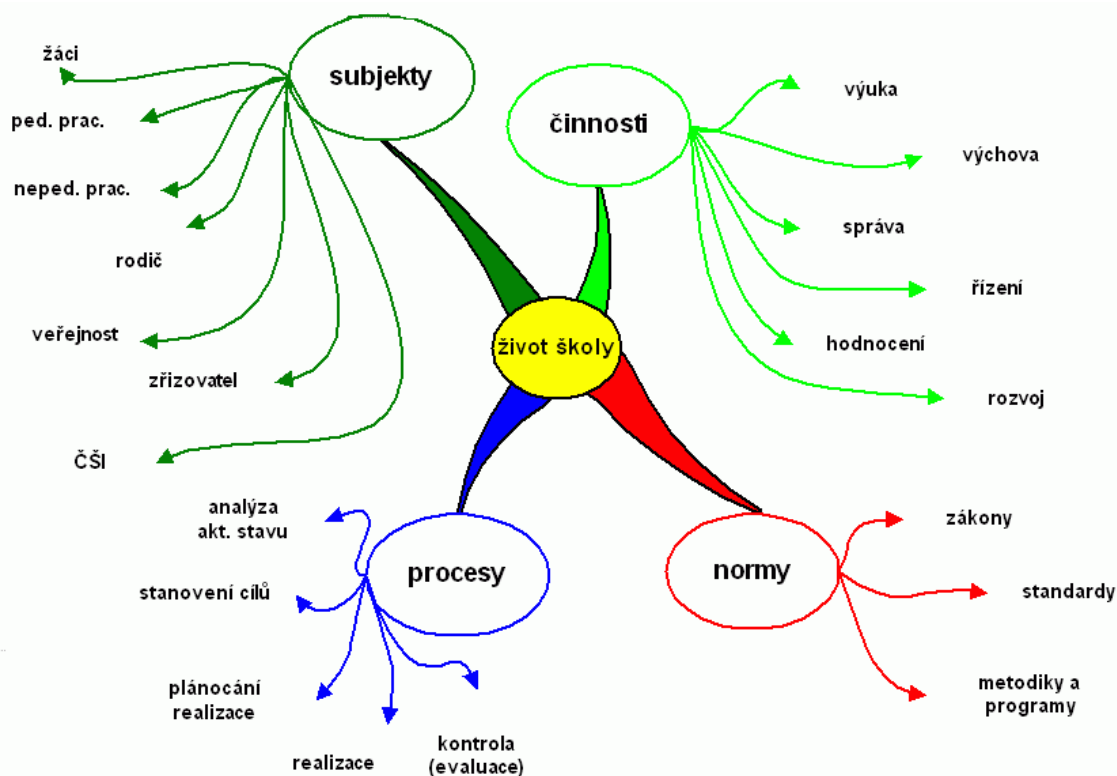 subjekty
žáci
ped. prac.
neped. prac.
rodič
veřejnost
zřizovatel
ČŠI
činnosti
výuka
výchova
správa
řízení
hodnocení
rozvoj
život školy
procesy
analýza
akt. stavu
stanovení cílů
plánocání
realizace
realizace
kontrola
(evaluace)
normy
zákony
standardy
metodiky a
programy